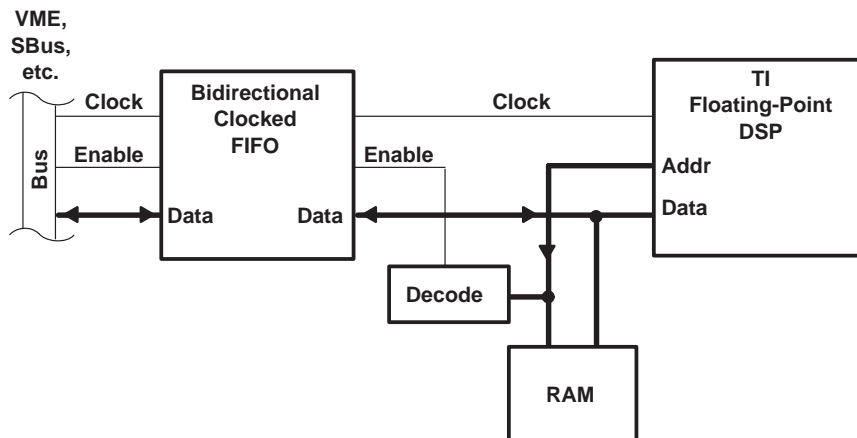 VME,
SBus,
etc.
Bus
Clock
Enable
Data
Bidirectional
Clocked
FIFO
Data
Clock
Enable
TI
Floating-Point
DSP
Addr
Data
Decode
RAM